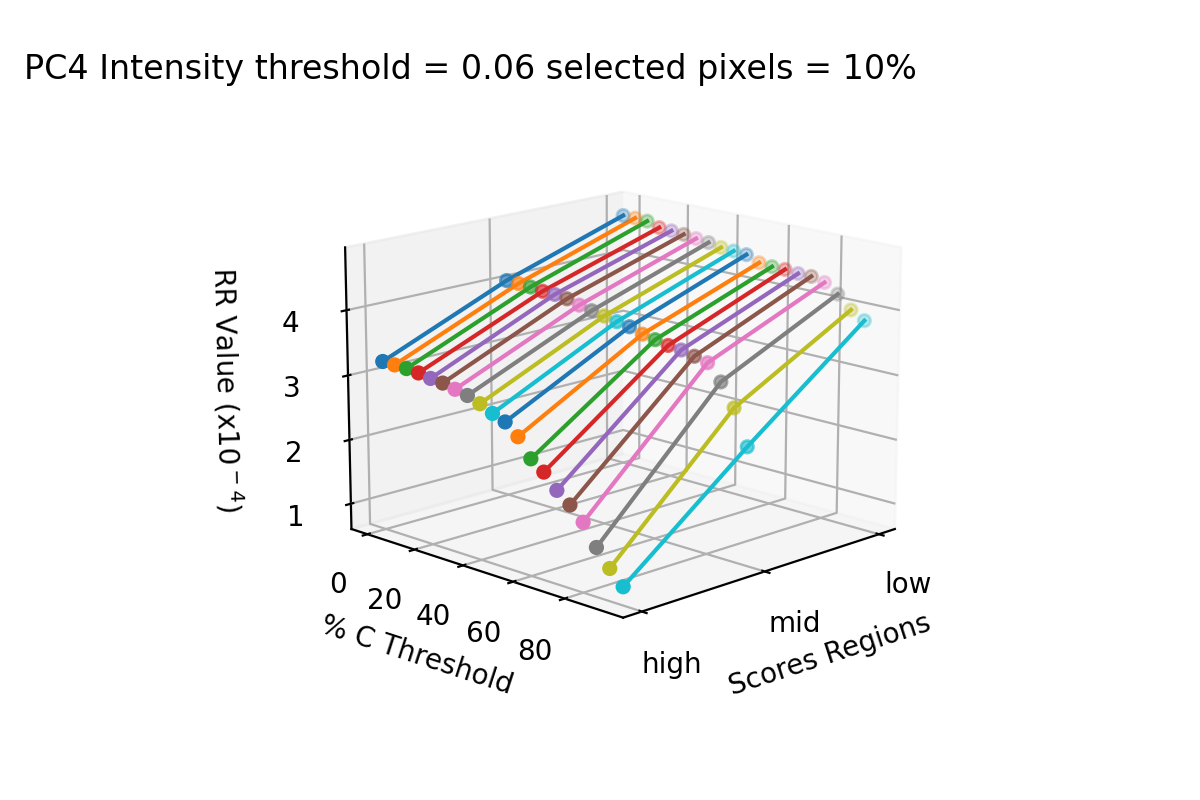 PC4 Intensity threshold = 0.06 selected pixels = 10%
RR Value (x10⁻⁴)
4
3
2
1
0
20
40
60
80
% C Threshold
high
mid
low
Scores Regions